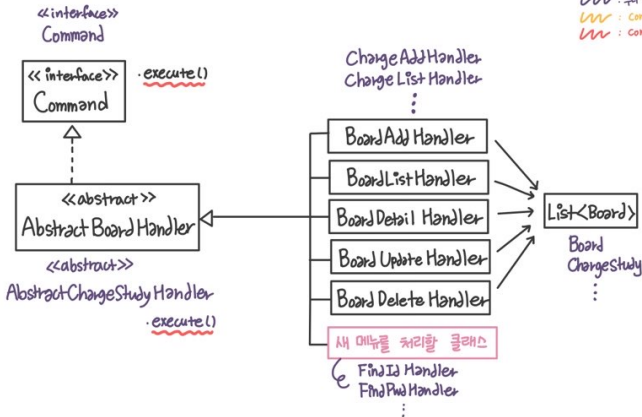 <<interface>>
Command
<< interface>>
Command
.execute()
<<abstract>>
Abstract Board Handler
<<abstract>>
AbstractChargeStudy Handler
.execute()
ChargeAddHandler
ChargeListHandler
BoardAddHandler
BoardListHandler
BoardDetail Handler
Board Update Handler
Board Delete Handler
새 메뉴를 처리할 클래스
FindId Handler
FindPwd Handler
List<Board>
Board
ChargeStudy